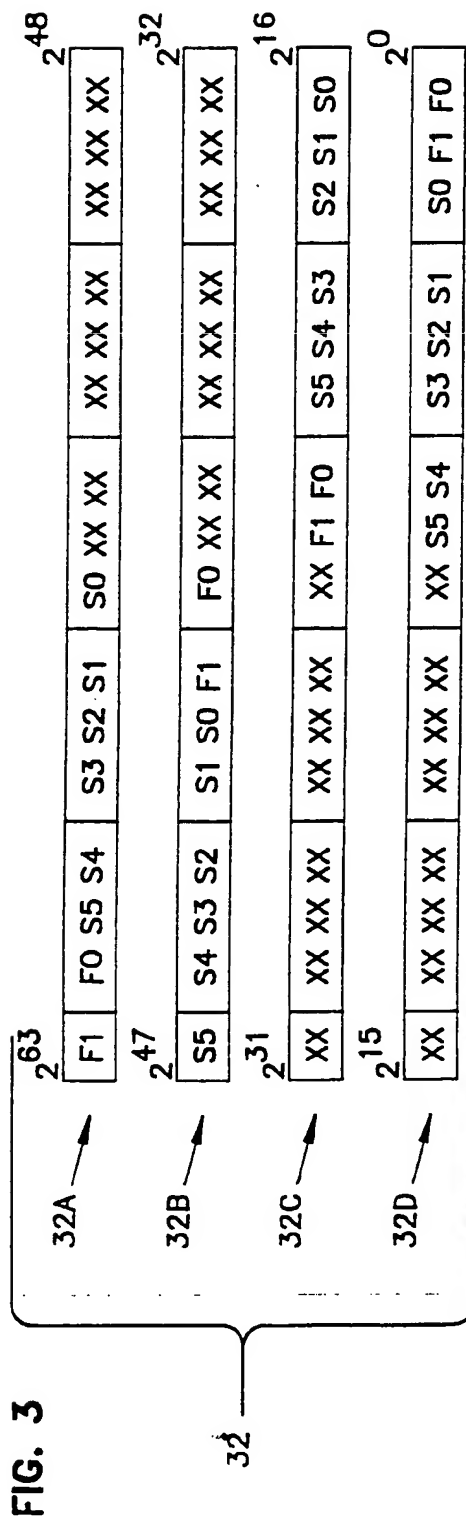 FIG. 3
32
2^63 2^48
32A F1 F0 S5 S4 S3 S2 S1 S0 XX XX XX XX XX XX XX XX
2^47 2^32
32B S5 S4 S3 S2 S1 S0 F1 F0 XX XX XX XX XX XX XX XX
2^31 2^16
32C XX XX XX XX XX XX XX XX F1 F0 S5 S4 S3 S2 S1 S0
2^15 2^0
32D XX XX XX XX XX XX XX XX S5 S4 S3 S2 S1 S0 F1 F0